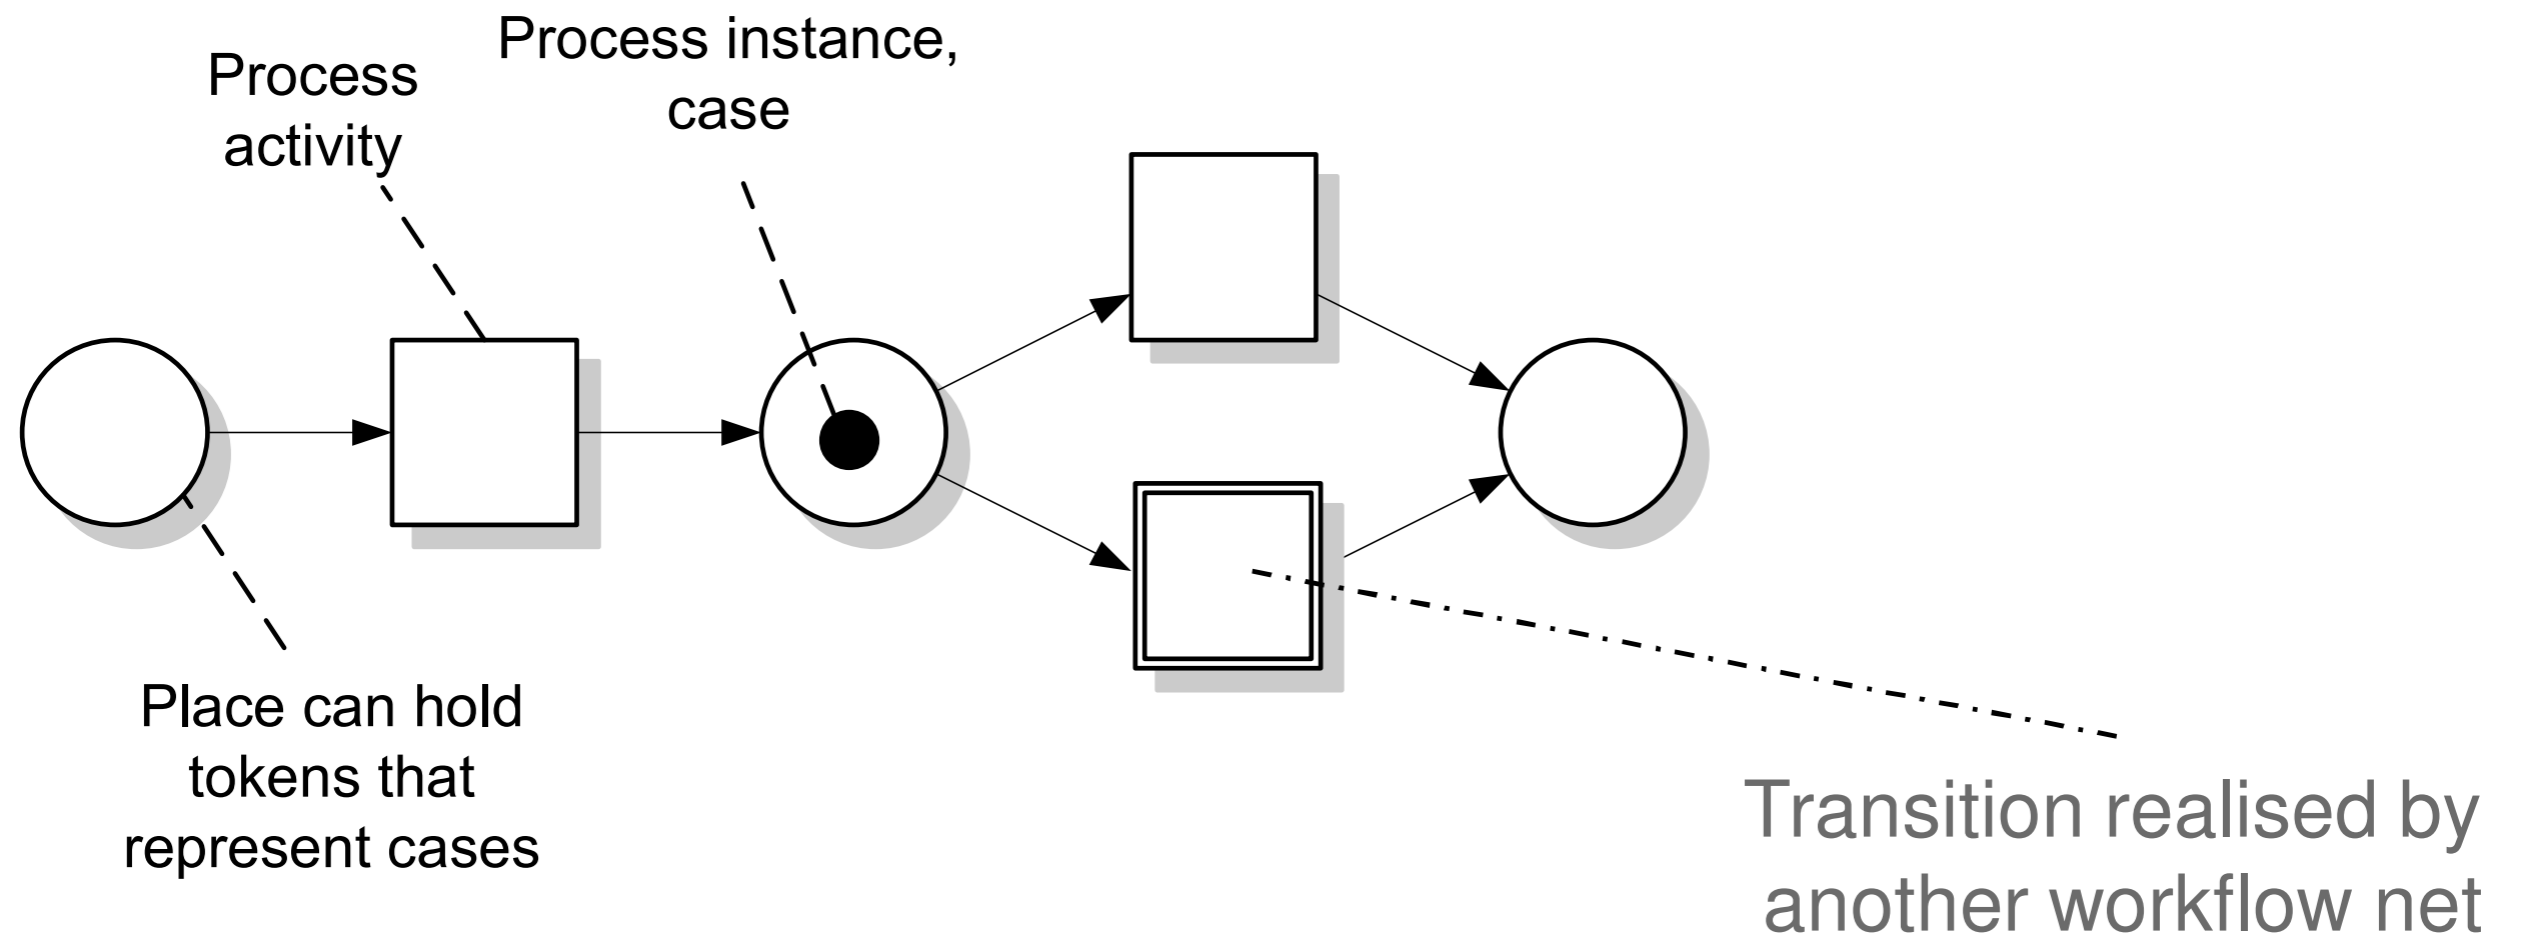 Process instance,
case
Process
activity
Place can hold
tokens that
represent cases
Transition realised by
another workflow net